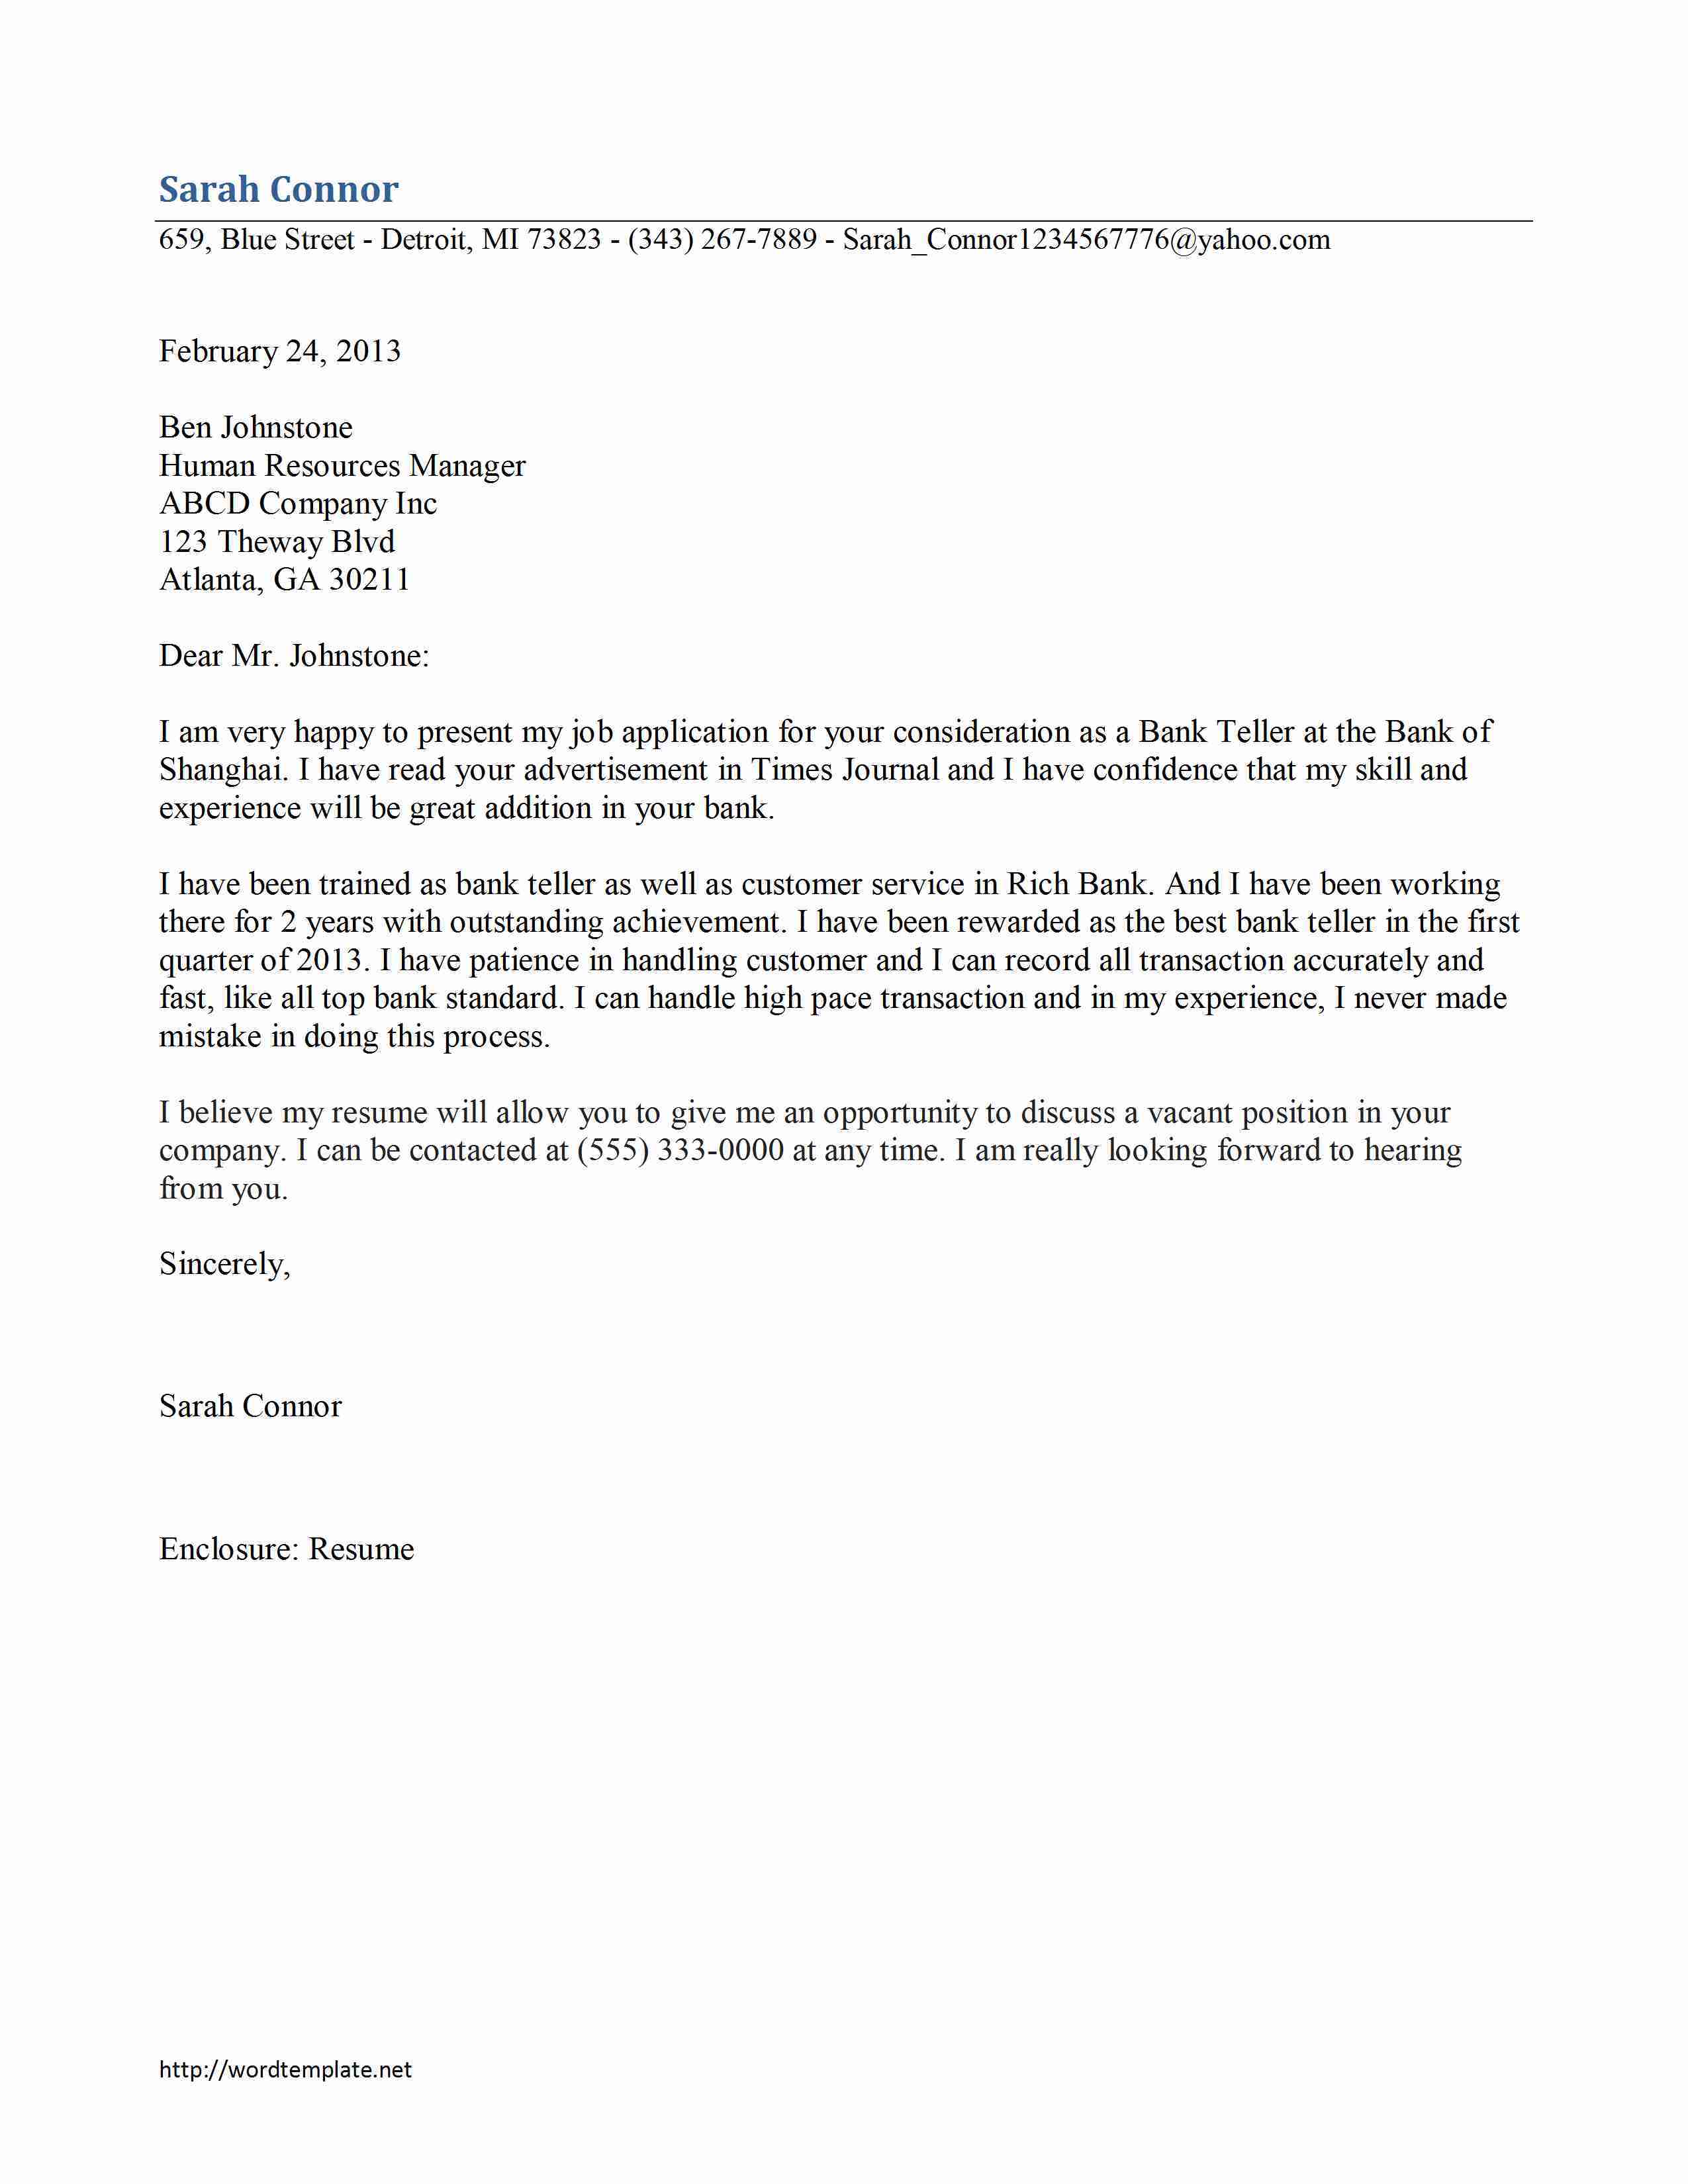 Sarah Connor
659, Blue Street - Detroit, MI 73823 - (343) 267-7889 - Sarah_Connor1234567776@yahoo.com
February 24, 2013
Ben Johnstone
Human Resources Manager
ABCD Company Inc
123 Theway Blvd
Atlanta, GA 30211
Dear Mr. Johnstone:
I am very happy to present my job application for your consideration as a Bank Teller at the Bank of
Shanghai. I have read your advertisement in Times Journal and I have confidence that my skill and
experience will be great addition in your bank.
I have been trained as bank teller as well as customer service in Rich Bank. And I have been working
there for 2 years with outstanding achievement. I have been rewarded as the best bank teller in the first
quarter of 2013. I have patience in handling customer and I can record all transaction accurately and
fast, like all top bank standard. I can handle high pace transaction and in my experience, I never made
mistake in doing this process.
I believe my resume will allow you to give me an opportunity to discuss a vacant position in your
company. I can be contacted at (555) 333-0000 at any time. I am really looking forward to hearing
from you.
Sincerely,
Sarah Connor
Enclosure: Resume
http://wordtemplate.net